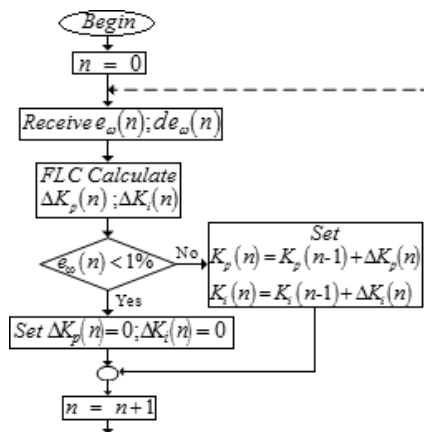 Begin
n = 0
Receive e_ω(n); de_ω(n)
FLC Calculate
ΔK_p(n) ; ΔK_i(n)
e_ω(n) < 1%
No
Set
K_p(n) = K_p(n-1) + ΔK_p(n)
K_i(n) = K_i(n-1) + ΔK_i(n)
Yes
Set ΔK_p(n) = 0; ΔK_i(n) = 0
n = n+1